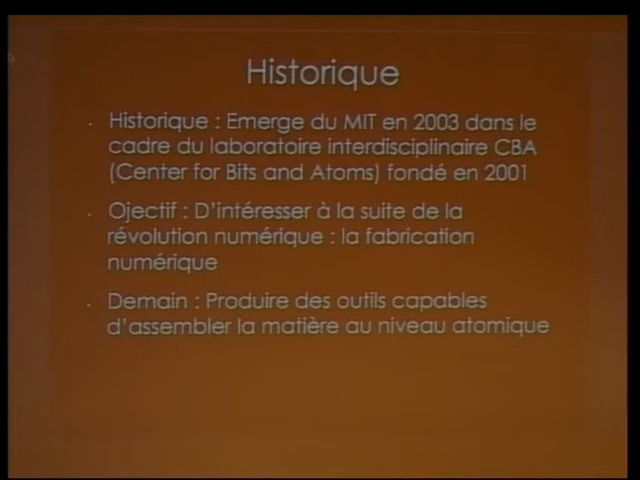 Historique
Historique : Emerge du MIT en 2003 dans le
cadre du laboratoire interdisciplinaire CBA
(Center for Bits and Atoms) fondé en 2001
Ojectif : D'intéresser à la suite de la
révolution numérique : la fabrication
numérique
Demain : Produire des outils capables
d'assembler la matière au niveau atomique